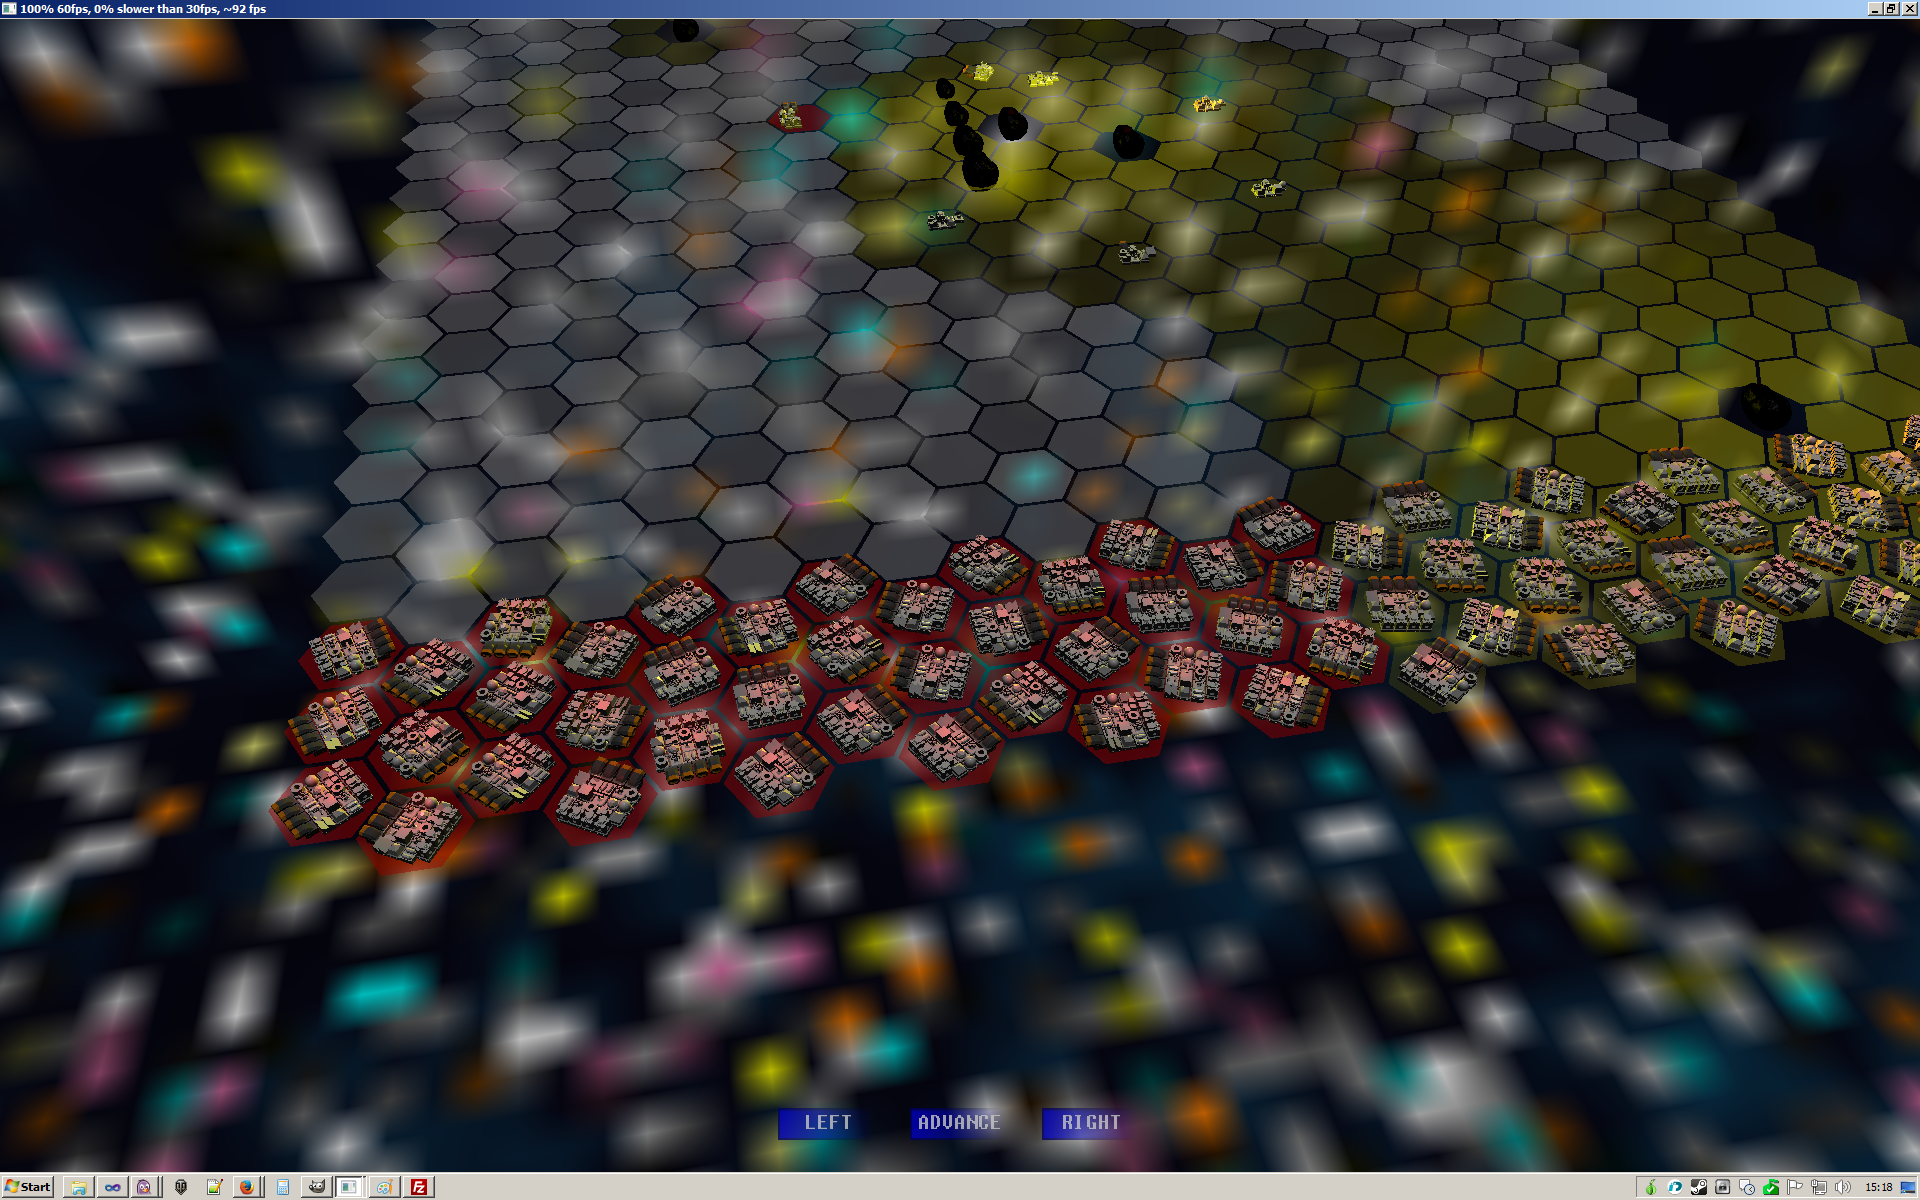 100% 60fps, 0% slower than 30fps, ~92 fps
LEFT ADVANCE RIGHT
Start 15:18